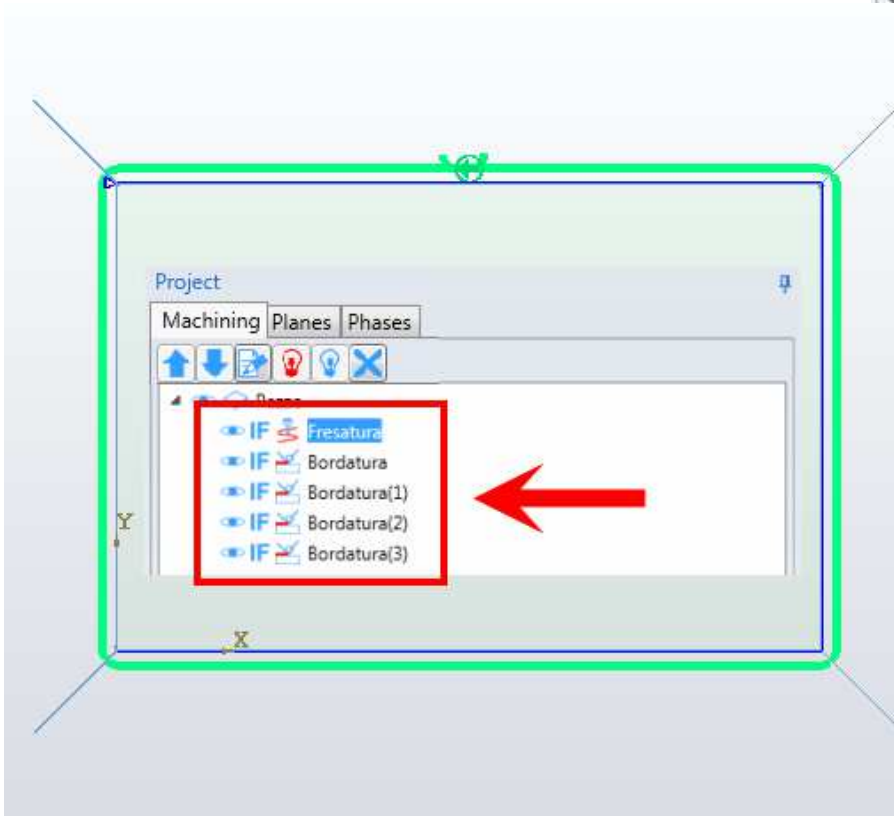 Project
Machining Planes Phases
IF Fresatura
IF Bordatura
IF Bordatura(1)
IF Bordatura(2)
IF Bordatura(3)
Y
X